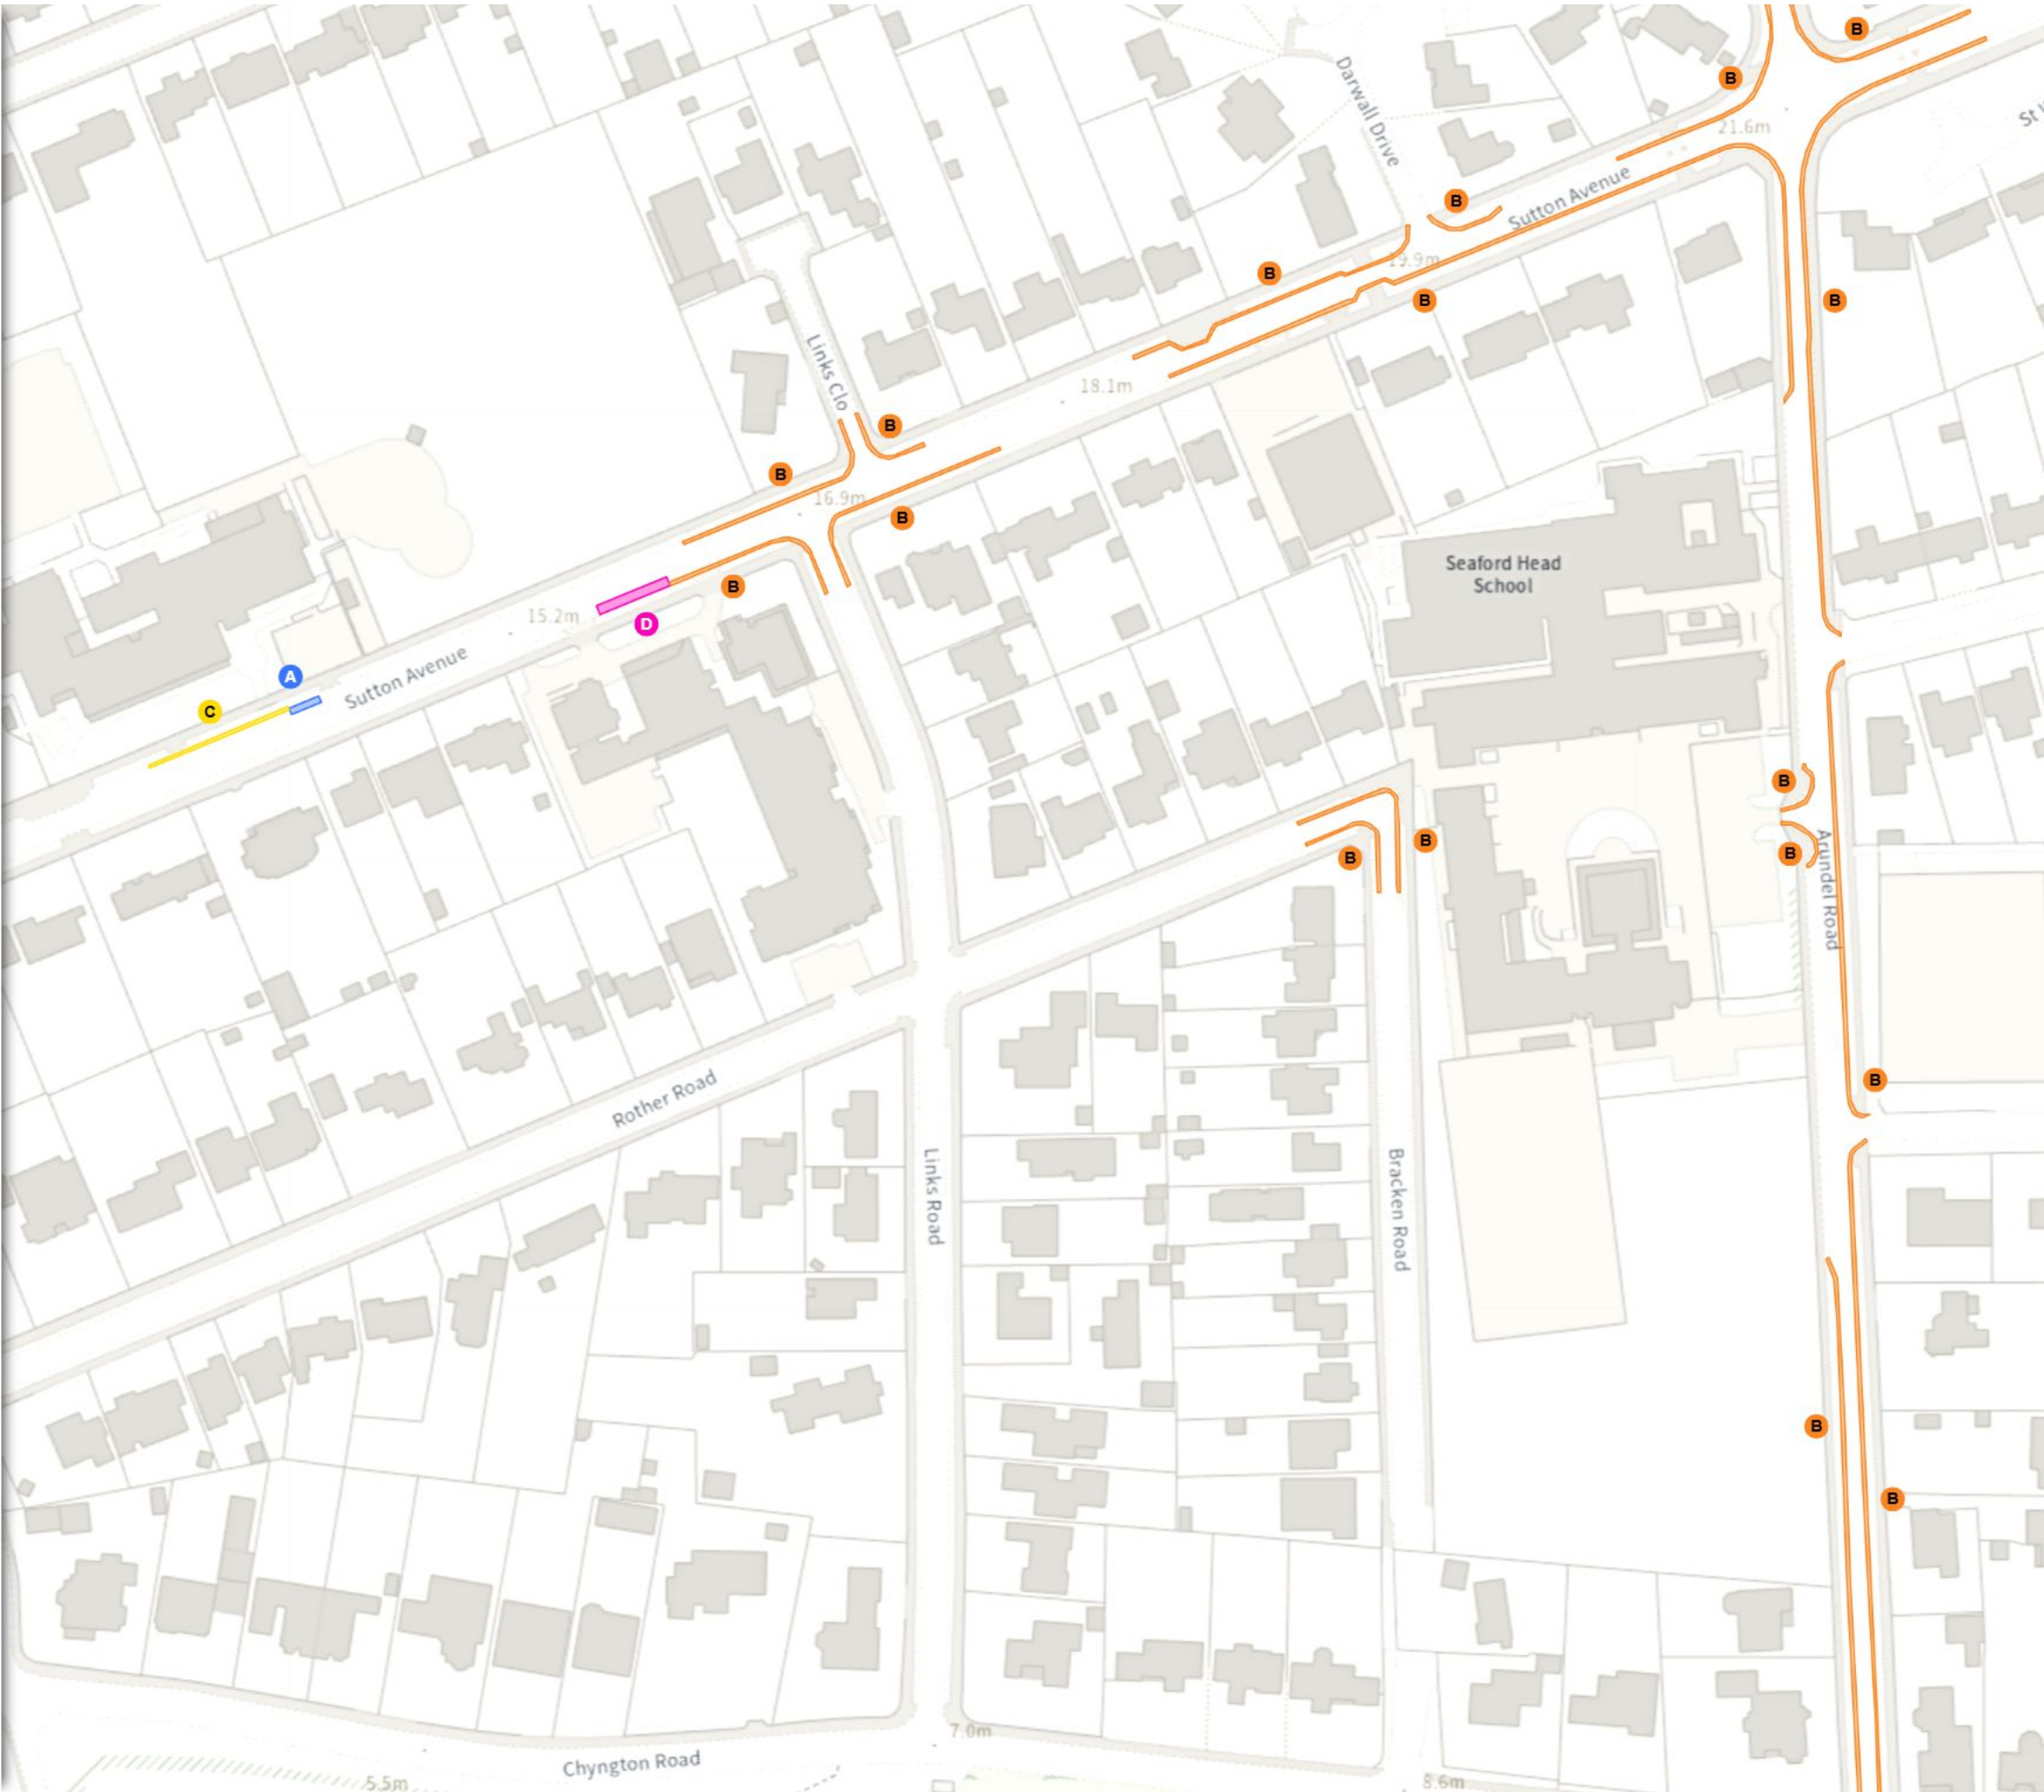 B
B
Darwall Drive
21.6m
St
B
Sutton Avenue
B
19.9m
B
B
Links Clo
18.1m
B
B
16.9m
B
Seaford Head
School
B
15.2m
D
A
Sutton Avenue
C
B
B
B
B
Arundel Road
B
Rother Road
Links Road
Bracken Road
B
B
7.0m
Chyngton Road
5.5m
8.6m